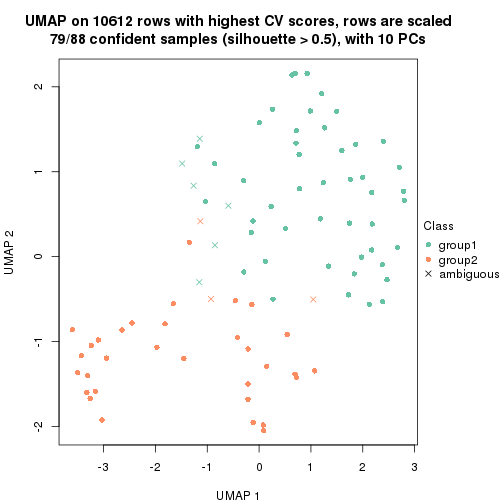 UMAP on 10612 rows with highest CV scores, rows are scaled
79/88 confident samples (silhouette > 0.5), with 10 PCs
2
1
0
-1
-2
UMAP 2
-3
-2
-1
0
1
2
3
UMAP 1
Class
group1
group2
ambiguous